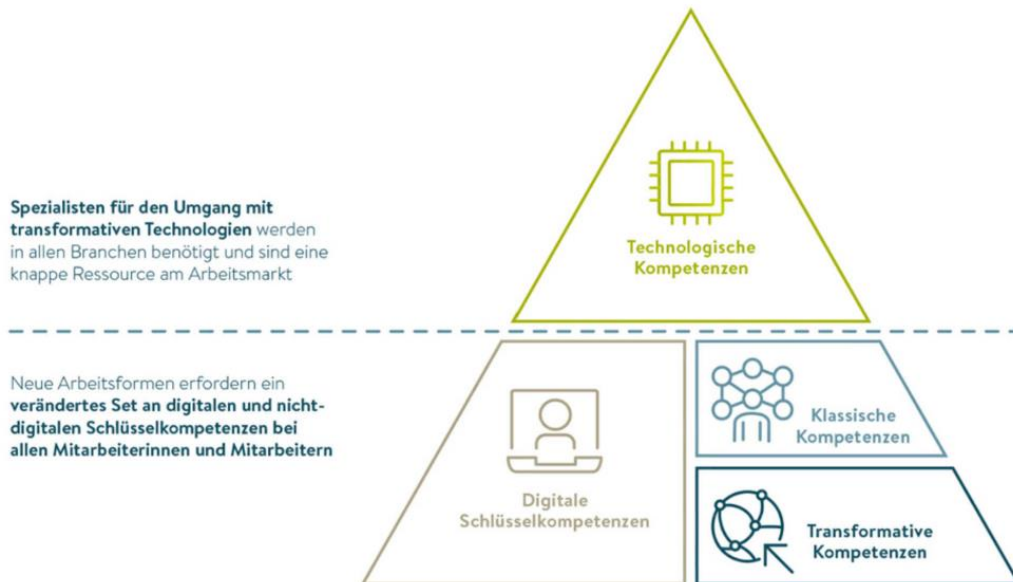 Spezialisten für den Umgang mit
transformativen Technologien werden
in allen Branchen benötigt und sind eine
knappe Ressource am Arbeitsmarkt
Technologische
Kompetenzen
Neue Arbeitsformen erfordern ein
verändertes Set an digitalen und nicht-
digitalen Schlüsselkompetenzen bei
allen Mitarbeiterinnen und Mitarbeitern
Digitale
Schlüsselkompetenzen
Klassische
Kompetenzen
Transformative
Kompetenzen